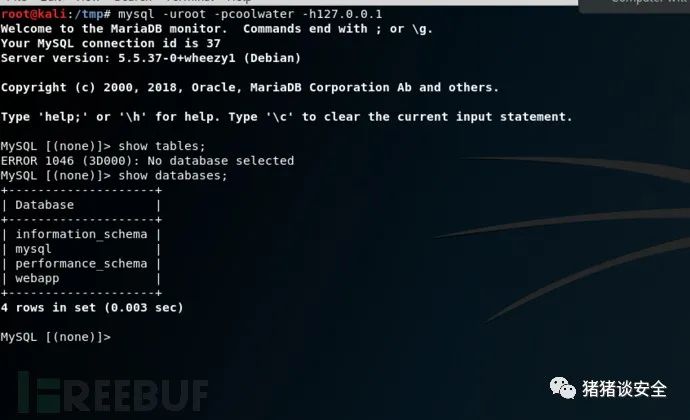 Computer will
root@kali:/tmp# mysql -uroot -pcoolwater -h127.0.0.1
Welcome to the MariaDB monitor.  Commands end with ; or \g.
Your MySQL connection id is 37
Server version: 5.5.37-0+wheezy1 (Debian)

Copyright (c) 2000, 2018, Oracle, MariaDB Corporation Ab and others.

Type 'help;' or '\h' for help. Type '\c' to clear the current input statement.

MySQL [(none)]> show tables;
ERROR 1046 (3D000): No database selected
MySQL [(none)]> show databases;
+--------------------+
| Database           |
+--------------------+
| information_schema |
| mysql              |
| performance_schema |
| webapp             |
+--------------------+
4 rows in set (0.003 sec)

MySQL [(none)]>
FREEBUF
猪猪谈安全